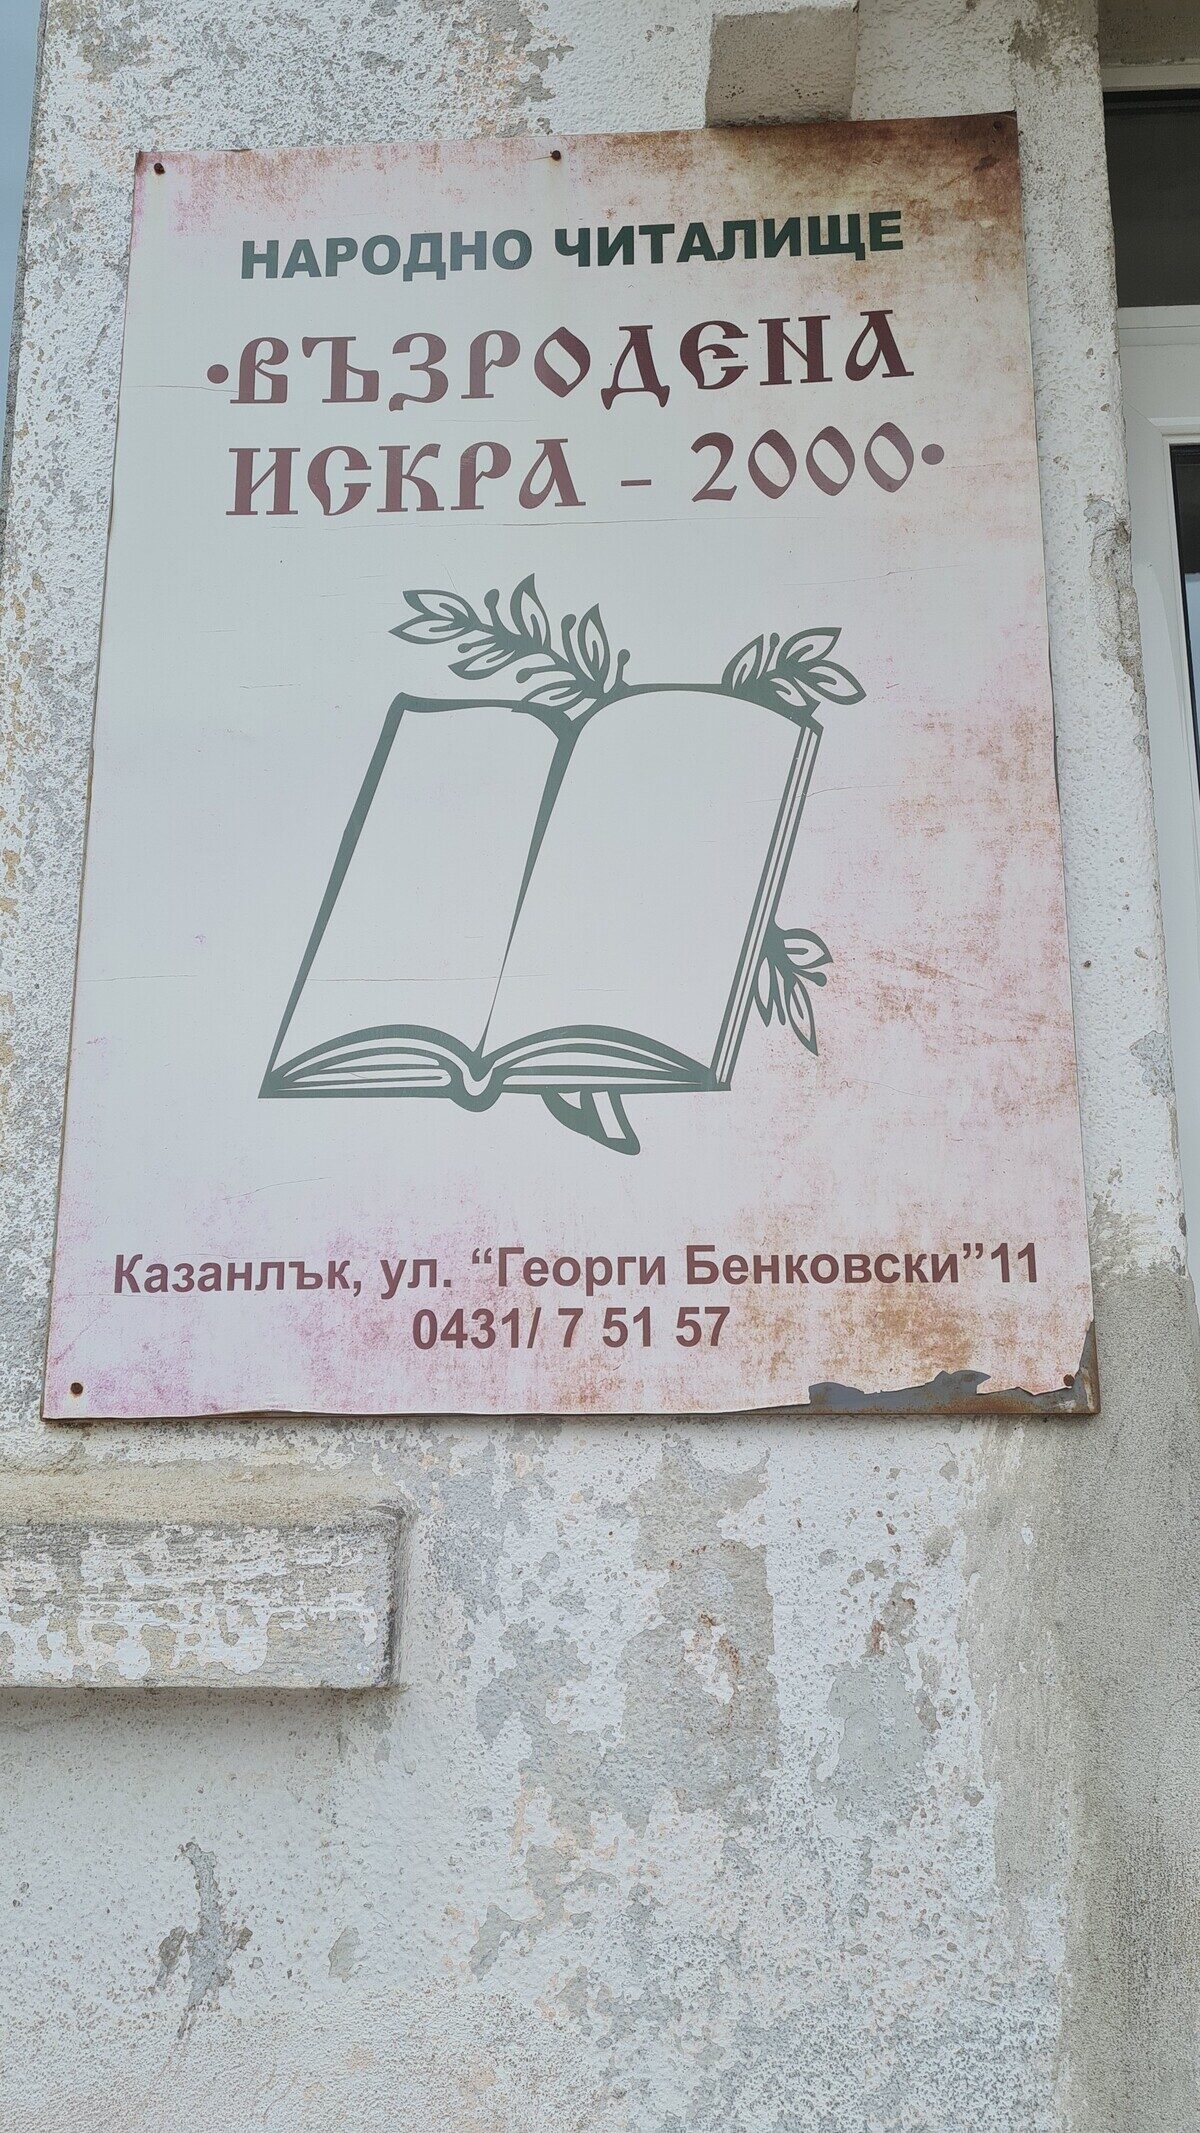 НАРОДНО ЧИТАЛИЩЕ
•ВЪЗРОДЕНА
ИСКРА - 2000•
Казанлък, ул. “Георги Бенковски”11
0431/ 7 51 57